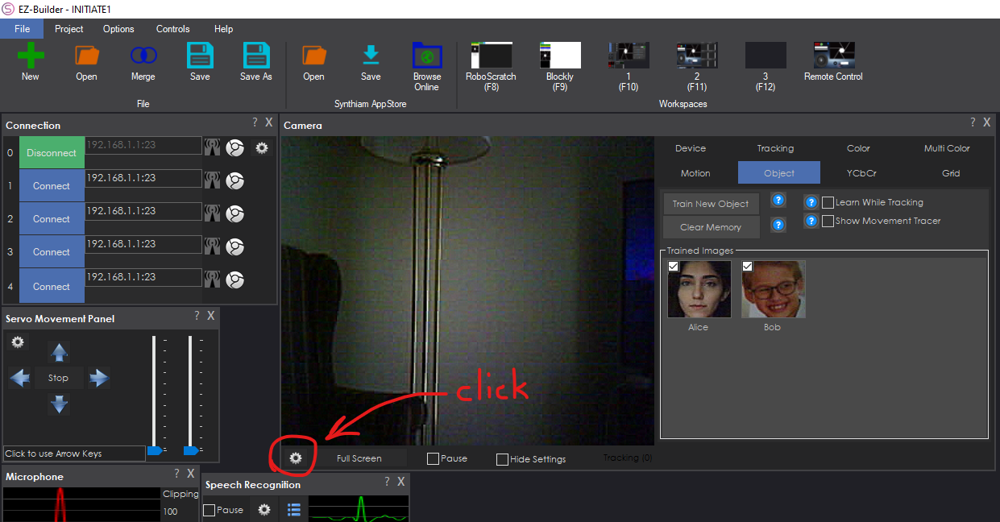 EZ-Builder - INITIATE1
File Project Options Controls Help
New Open Merge Save Save As Open Save Browse Online RoboScratch (F8) Blockly (F9) 1 (F10) 2 (F11) 3 (F12) Remote Control
File Synthiam AppStore Workspaces
Connection ? X
0 Disconnect 192.168.1.1:23
1 Connect 192.168.1.1:23
2 Connect 192.168.1.1:23
3 Connect 192.168.1.1:23
4 Connect 192.168.1.1:23
Camera ? X
Device Tracking Color Multi Color
Motion Object YCbCr Grid
Train New Object ? ? Learn While Tracking
Clear Memory ? ? Show Movement Tracer
Trained Images
Alice Bob
click
Full Screen Pause Hide Settings Tracking (0)
Servo Movement Panel ? X
Stop
Click to use Arrow Keys
Microphone ? X
Clipping
100
Speech Recognition ? X
Pause